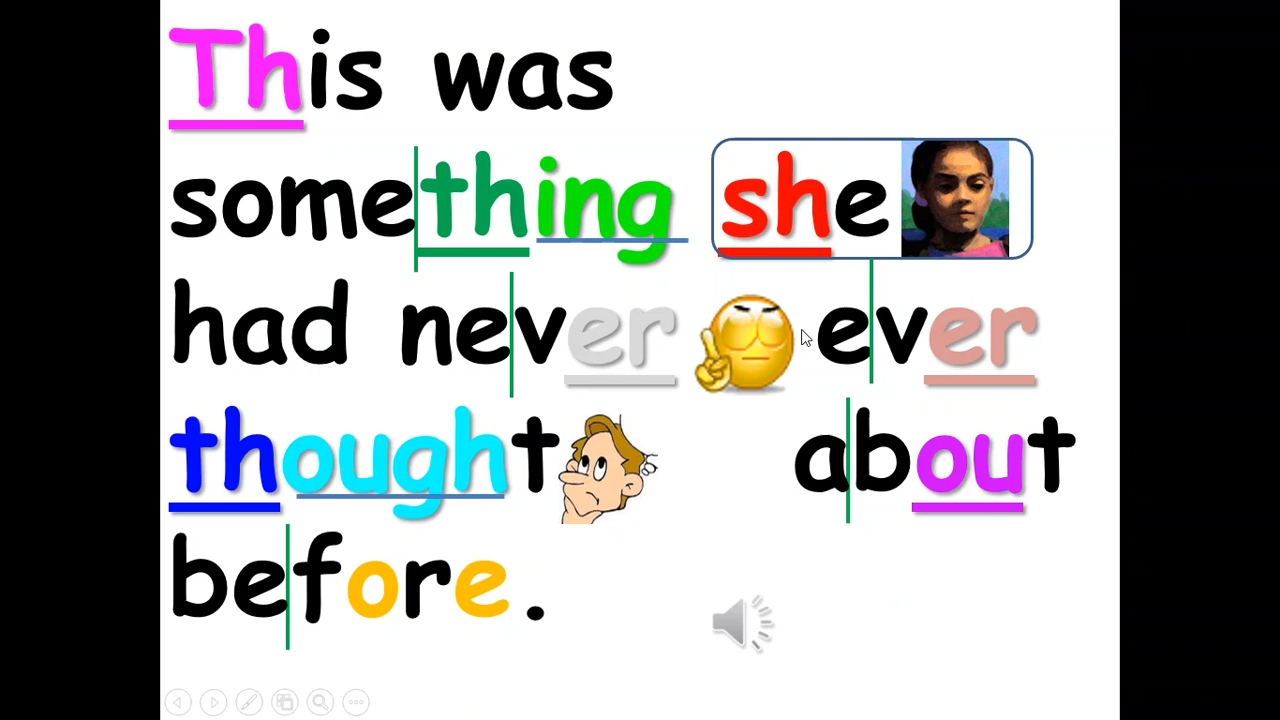 This was
something she
had never ever
thought about
before.